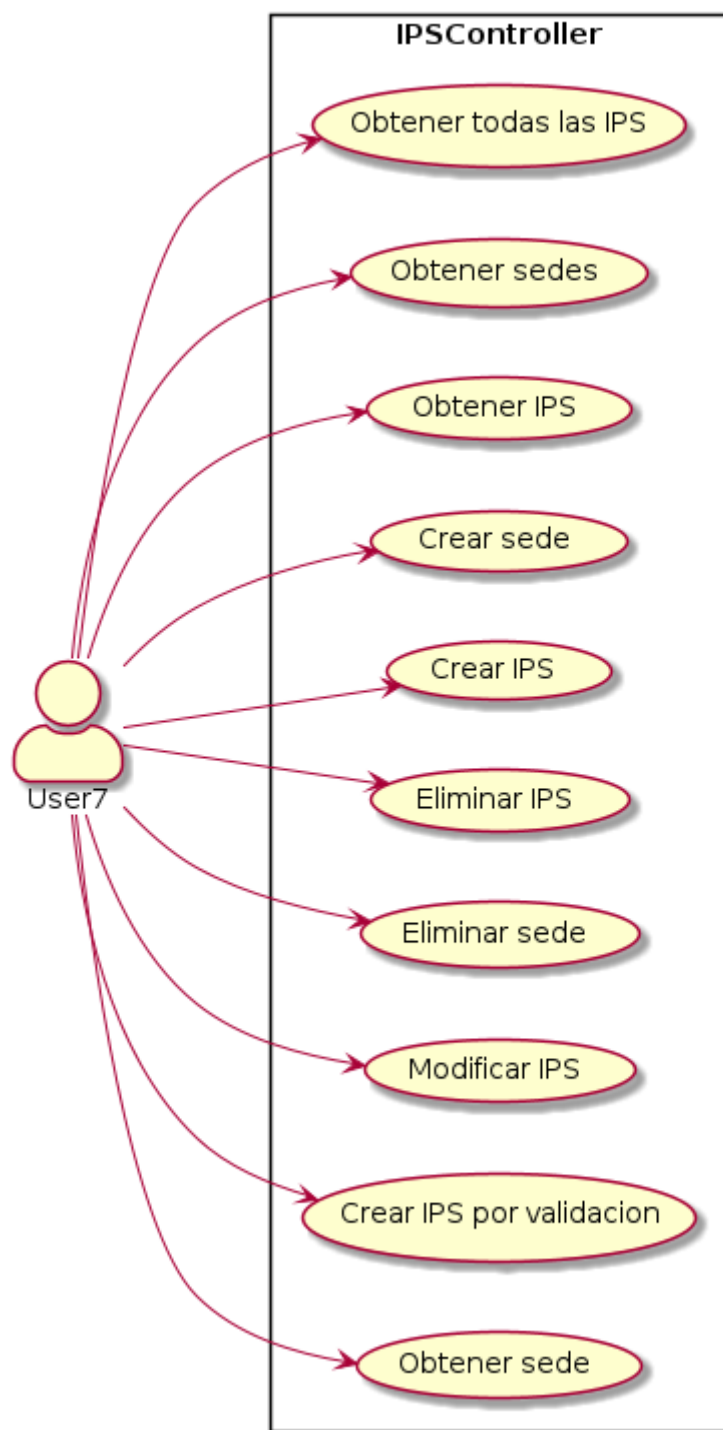 IPSController
Obtener todas las IPS
Obtener sedes
Obtener IPS
Crear sede
Crear IPS
Eliminar IPS
User7
Eliminar sede
Modificar IPS
Crear IPS por validacion
Obtener sede